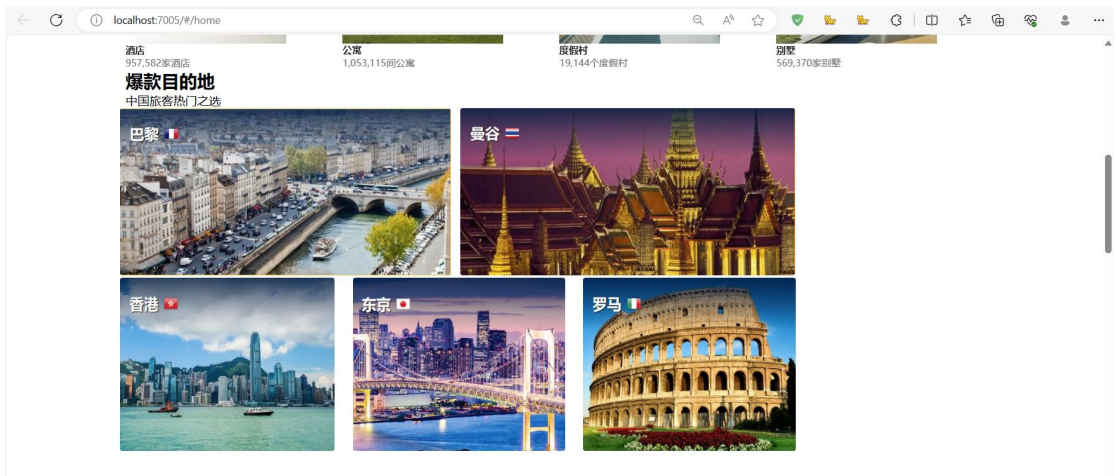 localhost:7005/#/home
酒店
957,582家酒店
公寓
1,053,115间公寓
度假村
19,144个度假村
别墅
569,370家别墅
爆款目的地
中国旅客热门之选
巴黎
曼谷
香港
东京
罗马